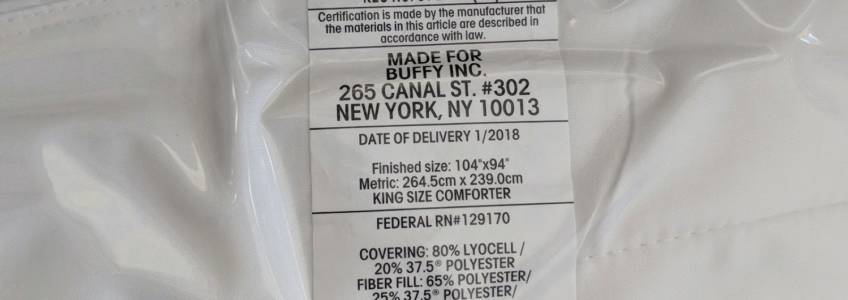 Certification is made by the manufacturer that
the materials in this article are described in
accordance with law.
MADE FOR
BUFFY INC.
265 CANAL ST. #302
NEW YORK, NY 10013
DATE OF DELIVERY 1/2018
Finished size: 104"x94"
Metric: 264.5cm x 239.0cm
KING SIZE COMFORTER
FEDERAL RN#129170
COVERING: 80% LYOCELL /
20% 37.5® POLYESTER
FIBER FILL: 65% POLYESTER/
25% 37.5® POLYESTER/